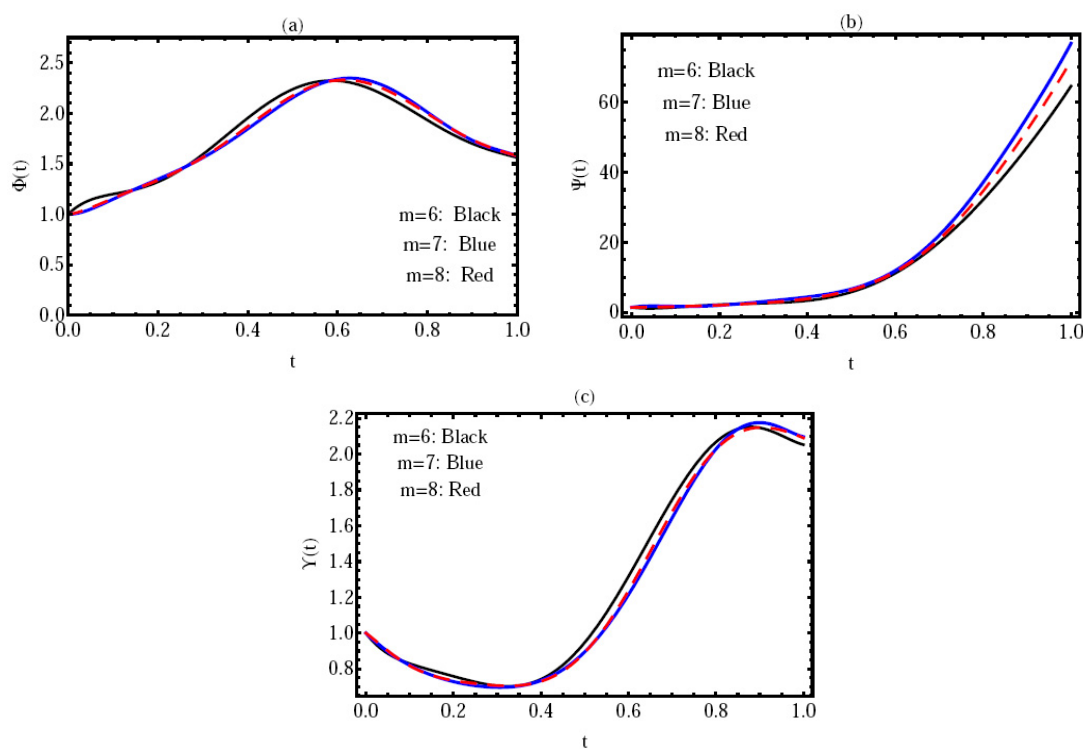 (a)
2.5
2.0
1.5
1.0
0.5
0.0
Φ(t)
m=6: Black
m=7: Blue
m=8: Red
0.0 0.2 0.4 0.6 0.8 1.0
t
(b)
60
40
20
0
Ψ(t)
m=6: Black
m=7: Blue
m=8: Red
0.0 0.2 0.4 0.6 0.8 1.0
t
(c)
2.2
2.0
1.8
1.6
1.4
1.2
1.0
0.8
Υ(t)
m=6: Black
m=7: Blue
m=8: Red
0.0 0.2 0.4 0.6 0.8 1.0
t